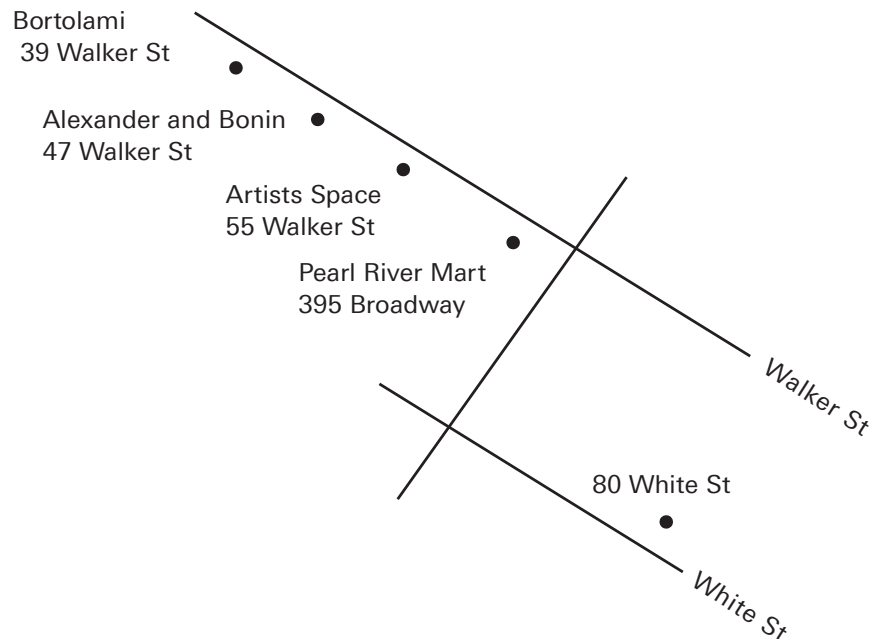 Bortolami
39 Walker St
Alexander and Bonin
47 Walker St
Artists Space
55 Walker St
Pearl River Mart
395 Broadway
Walker St
80 White St
White St